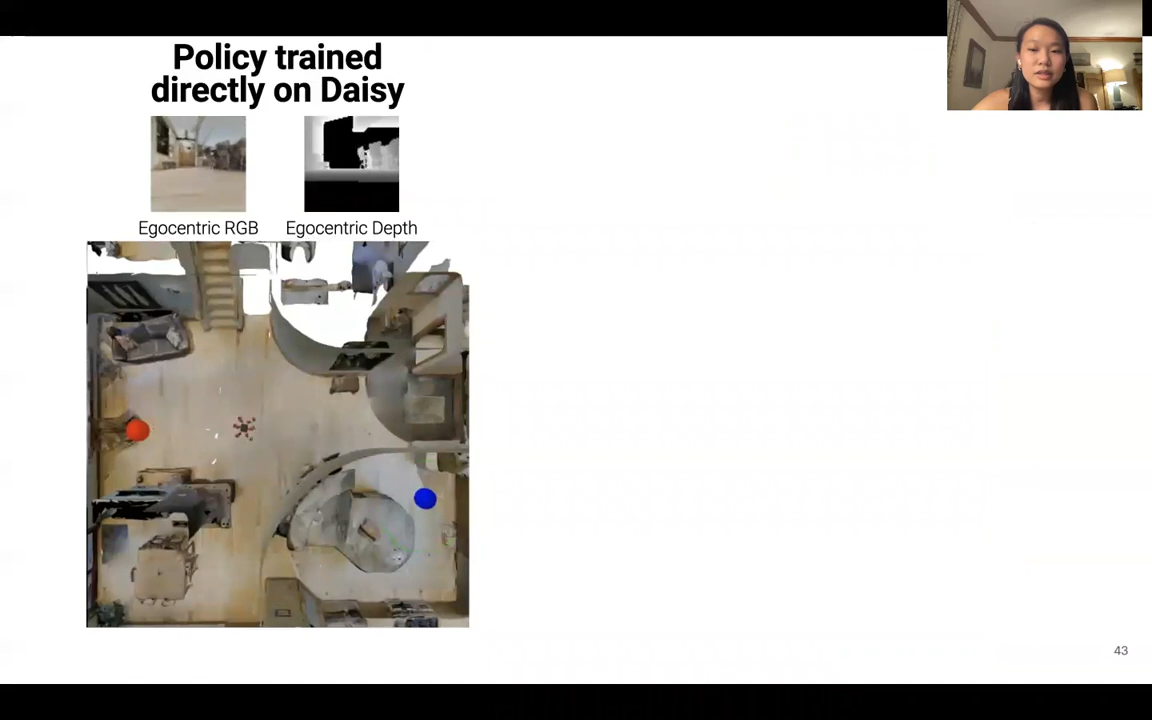 Policy trained
directly on Daisy
Egocentric RGB
Egocentric Depth
43